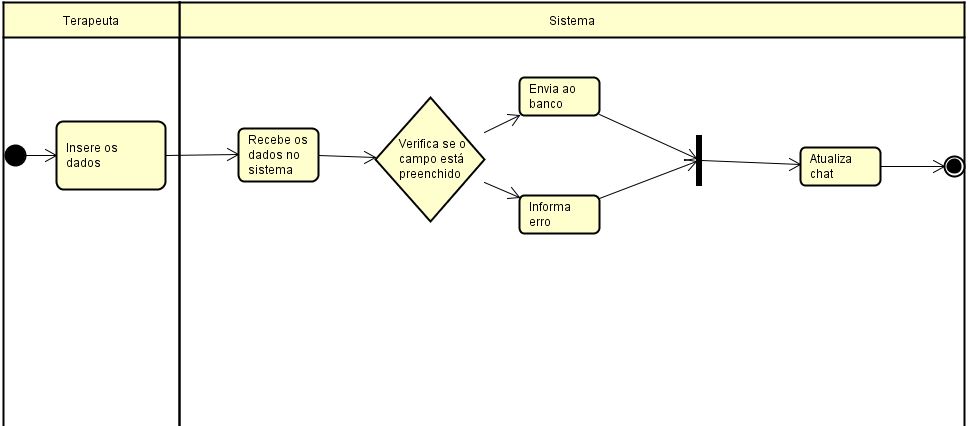 Terapeuta
Sistema
Insere os
dados
Recebe os
dados no
sistema
Verifica se o
campo está
preenchido
Envia ao
banco
Informa
erro
Atualiza
chat